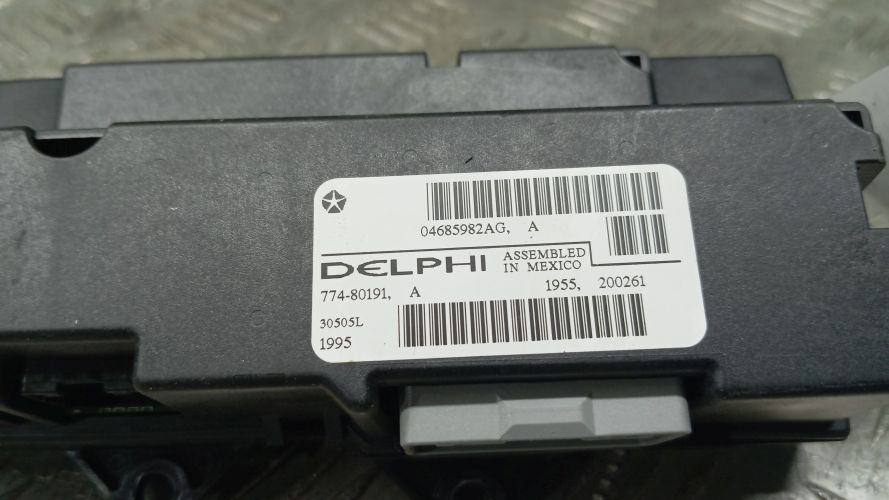 04685982AG, A
DELPHI ASSEMBLED
IN MEXICO
774-80191, A 1955, 200261
30505L
1995